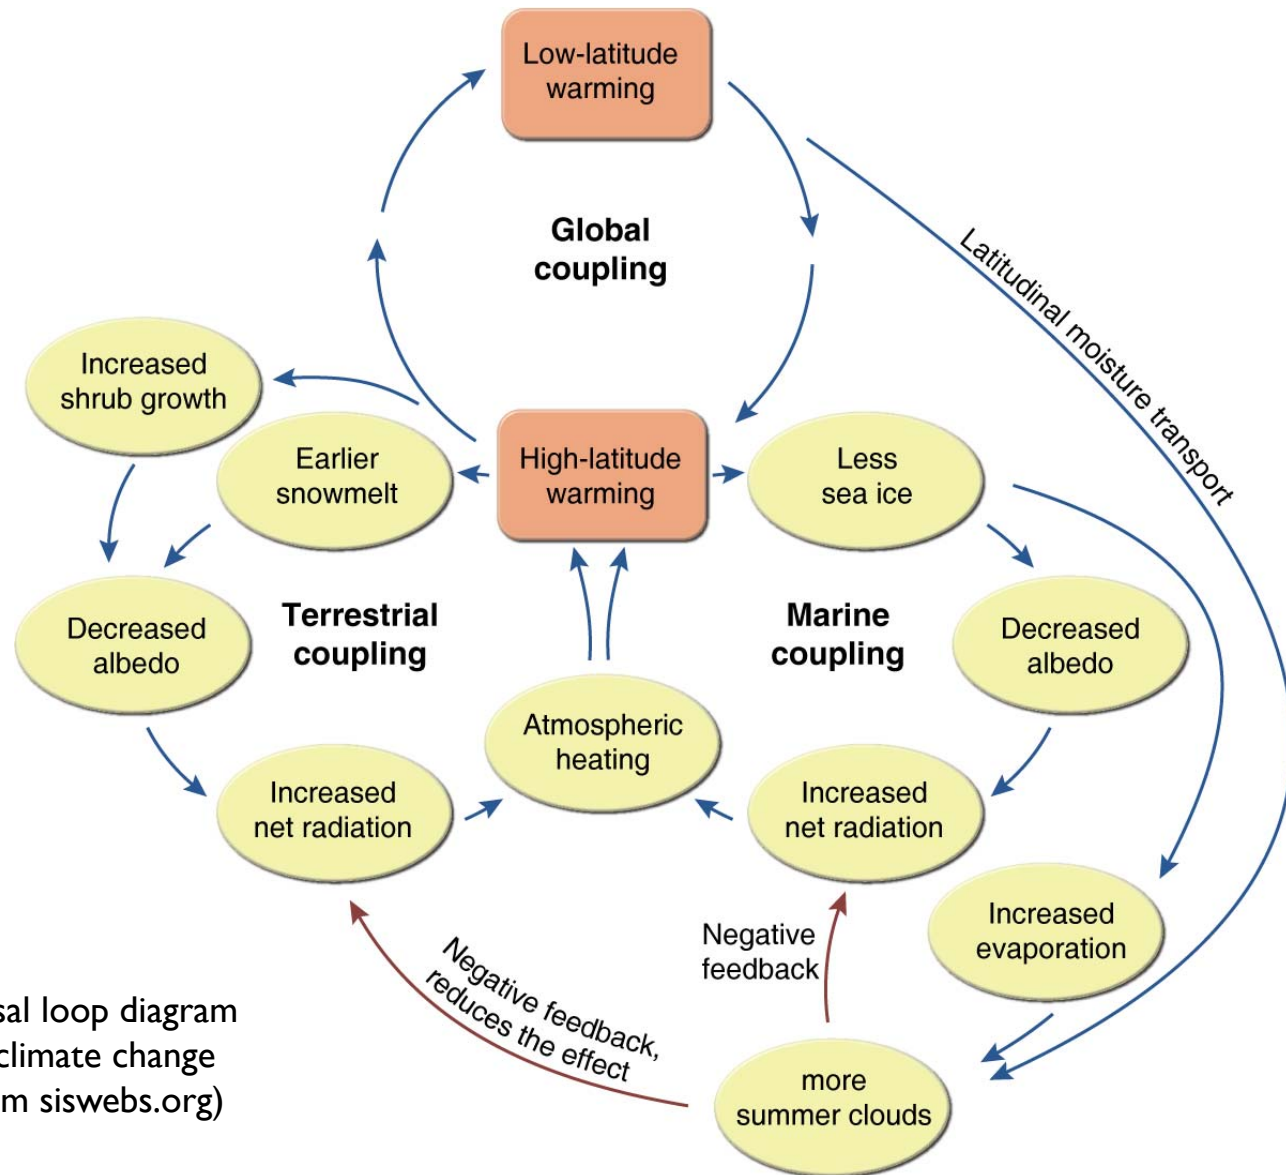 Low-latitude
warming
Global
coupling
Latitudinal moisture transport
Increased
shrub growth
Earlier
snowmelt
High-latitude
warming
Less
sea ice
Decreased
albedo
Terrestrial
coupling
Marine
coupling
Decreased
albedo
Atmospheric
heating
Increased
net radiation
Increased
net radiation
Increased
evaporation
Negative
feedback
Negative feedback,
reduces the effect
more
summer clouds
loop diagram
climate change
siswebs.org)